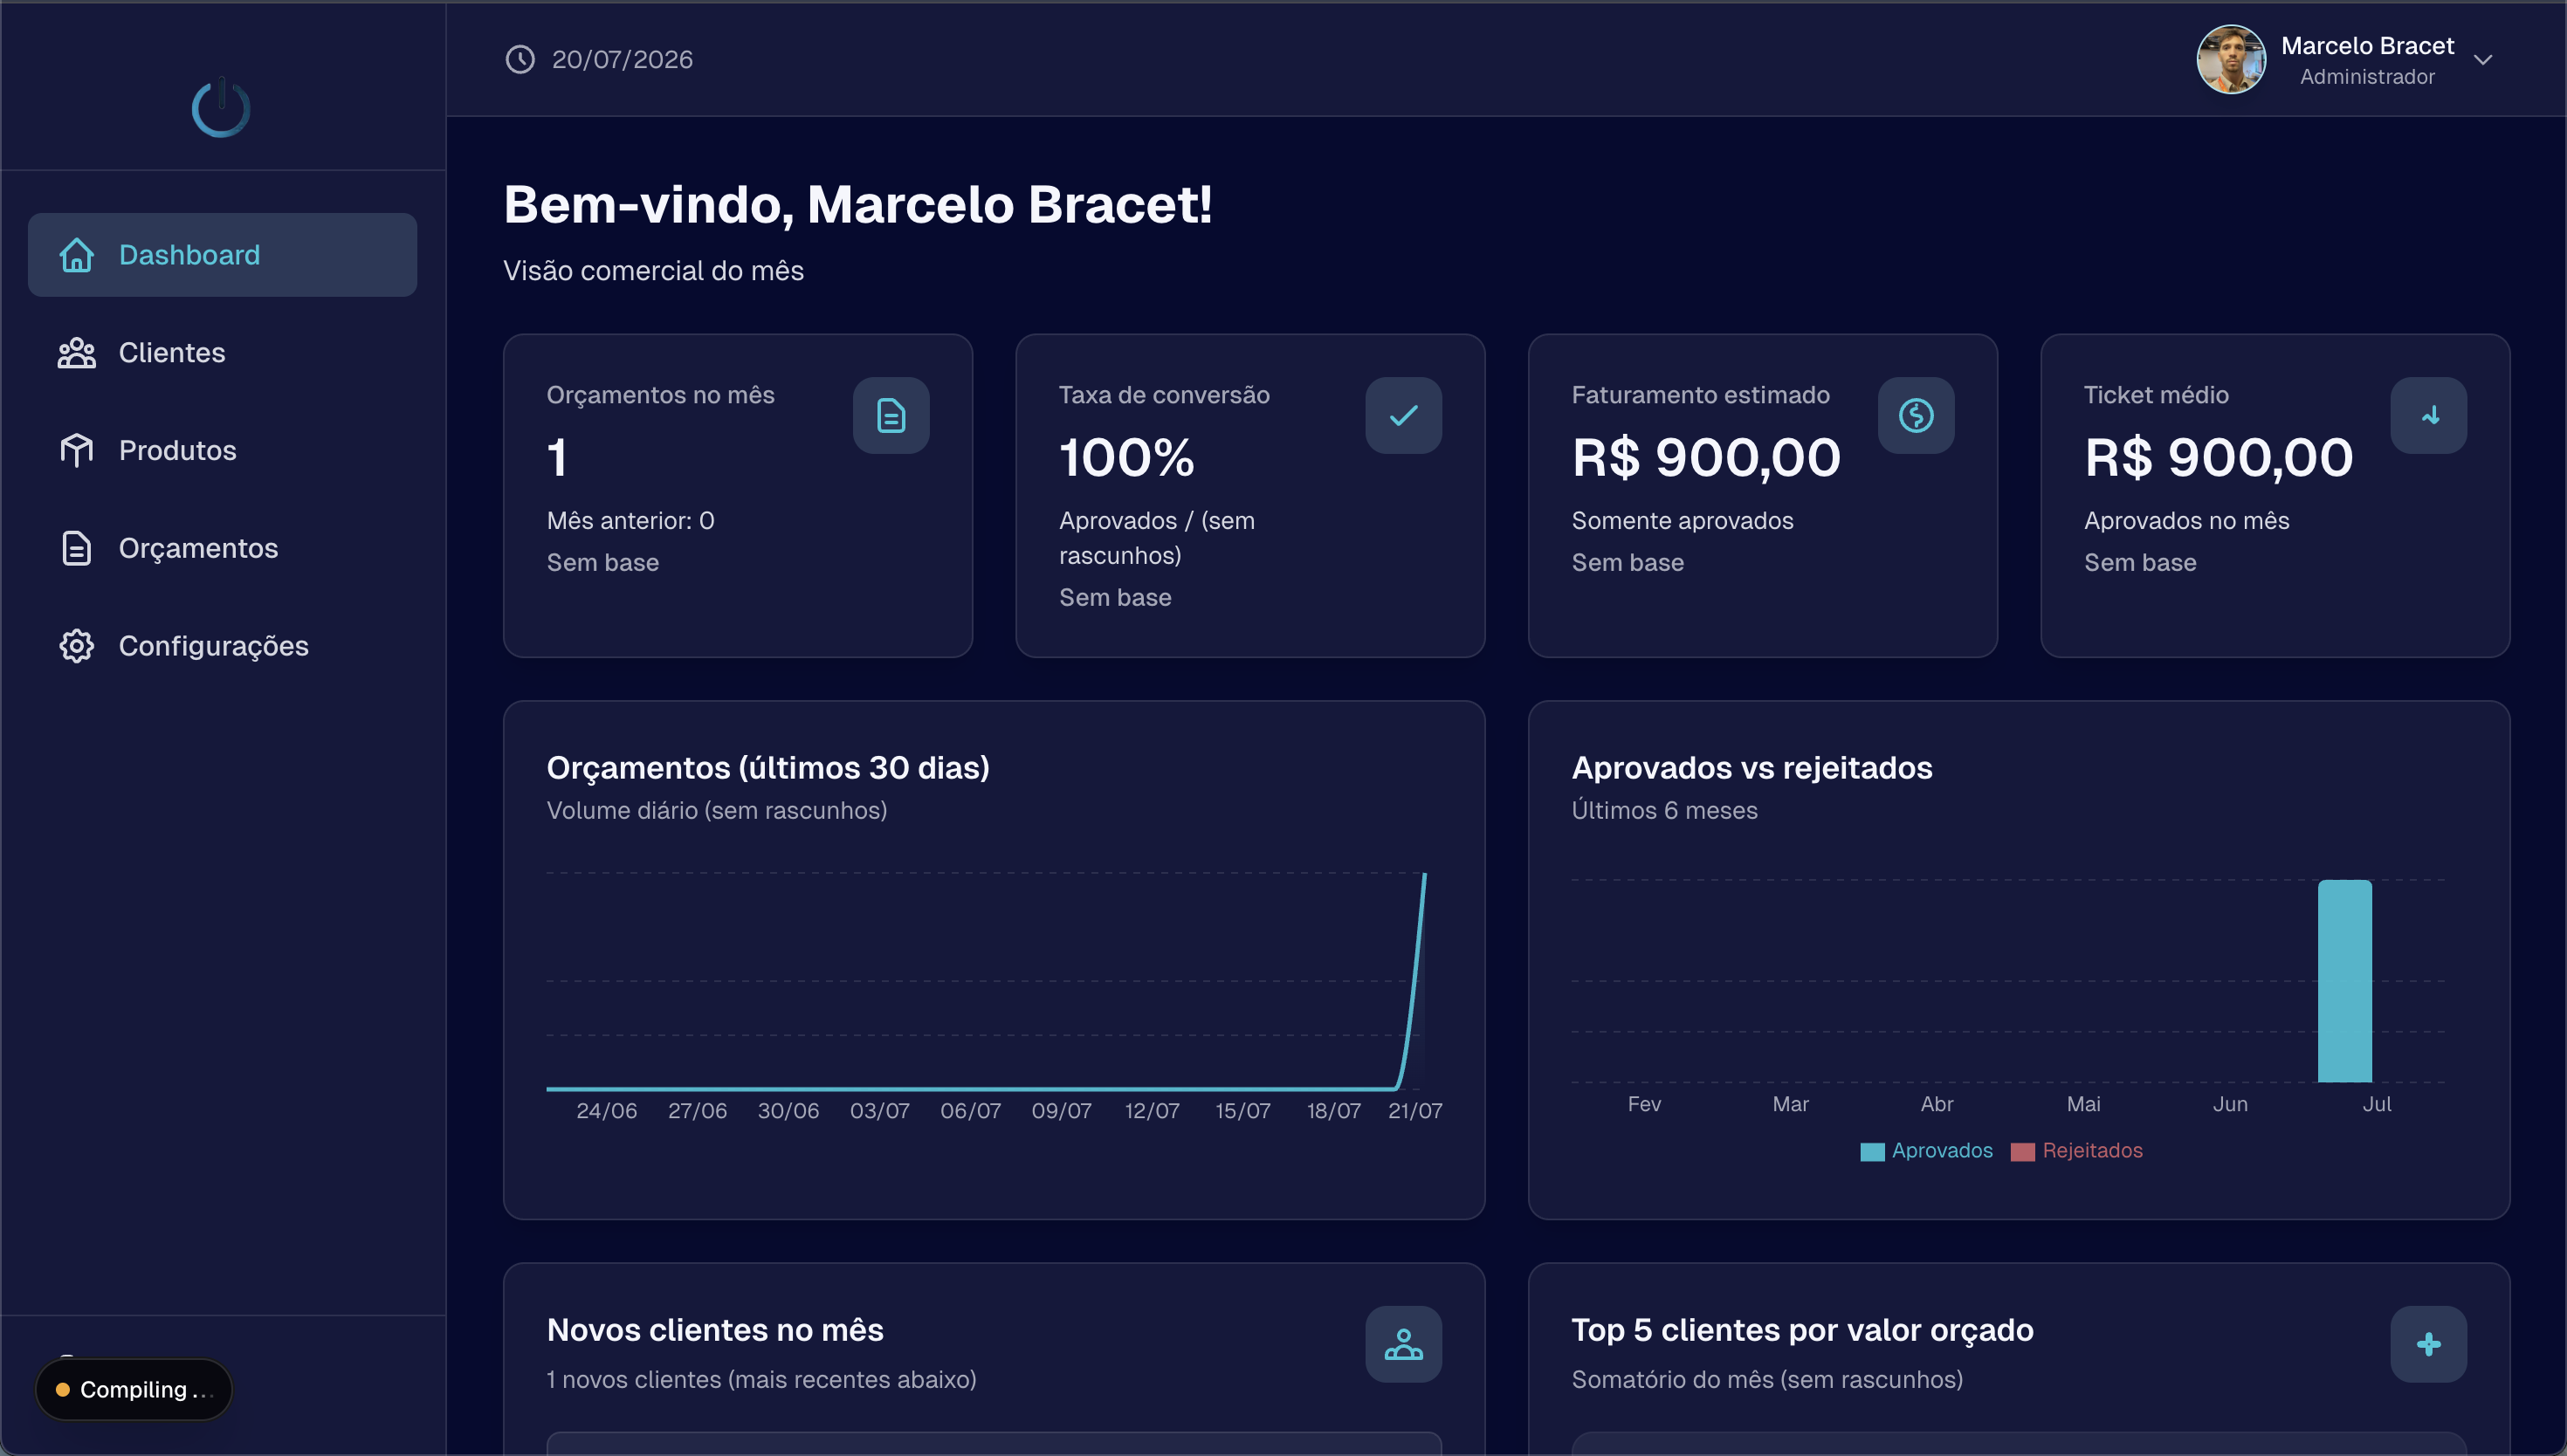 20/07/2026
Marcelo Bracet
Administrador
Dashboard
Clientes
Produtos
Orçamentos
Configurações
Compiling ...
Bem-vindo, Marcelo Bracet!
Visão comercial do mês
Orçamentos no mês
1
Mês anterior: 0
Sem base
Taxa de conversão
100%
Aprovados / (sem
rascunhos)
Sem base
Faturamento estimado
R$ 900,00
Somente aprovados
Sem base
Ticket médio
R$ 900,00
Aprovados no mês
Sem base
Orçamentos (últimos 30 dias)
Volume diário (sem rascunhos)
24/06 27/06 30/06 03/07 06/07 09/07 12/07 15/07 18/07 21/07
Aprovados vs rejeitados
Últimos 6 meses
Fev Mar Abr Mai Jun Jul
Aprovados Rejeitados
Novos clientes no mês
1 novos clientes (mais recentes abaixo)
Top 5 clientes por valor orçado
Somatório do mês (sem rascunhos)